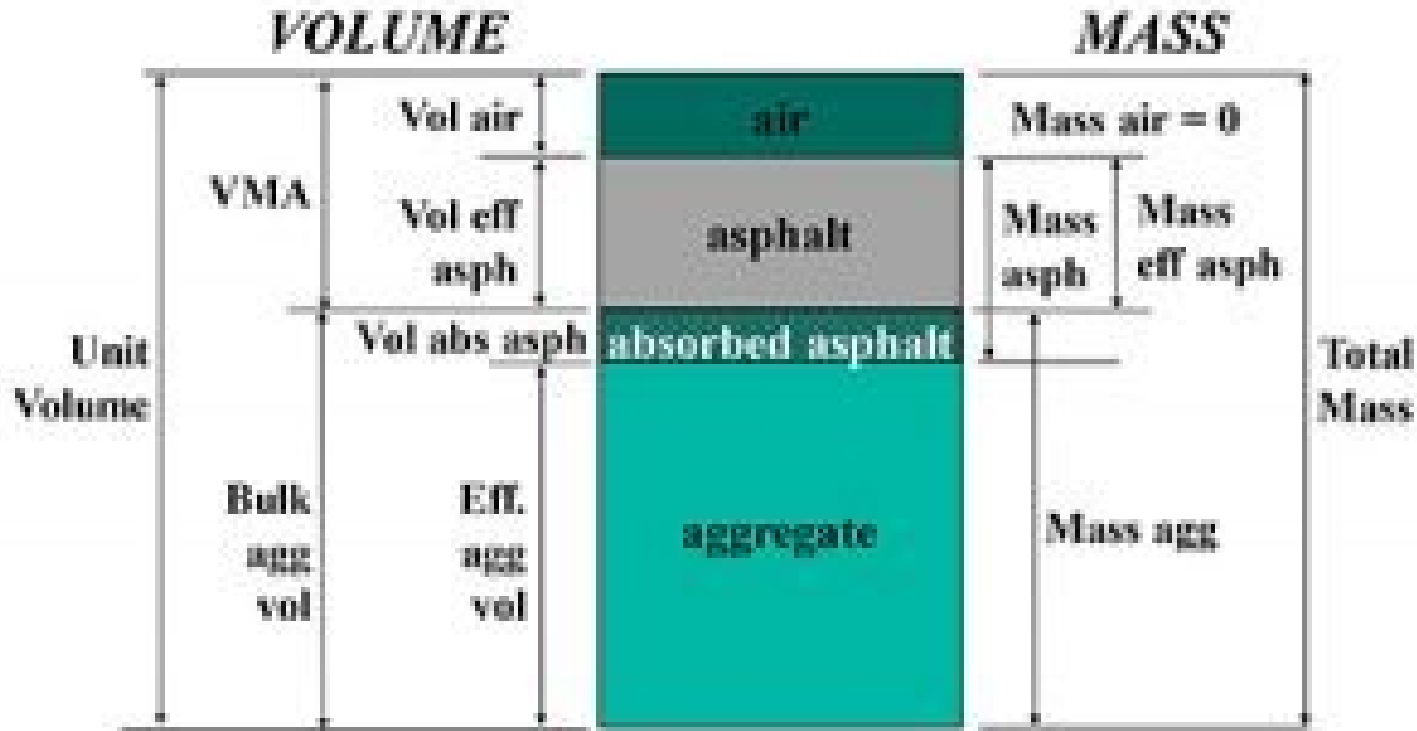 VOLUME
MASS
Vol air
air
Mass air = 0
VMA
Vol eff
asph
asphalt
Mass
asph
Mass
eff asph
Vol abs asph
absorbed asphalt
Unit
Volume
Total
Mass
Bulk
agg
vol
Eff.
agg
vol
aggregate
Mass agg